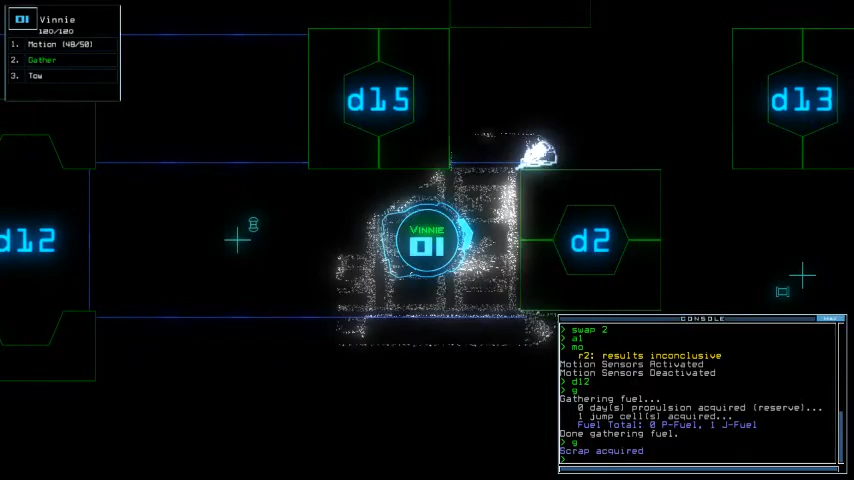 01 Vinnie
120/120
1. Motion (48/50)
2. Gather
3. Tow
d15
d13
d12
VINNIE
01
d2
CONSOLE
> swap 2
> a1
> mo
r2: results inconclusive
Motion Sensors Activated
Motion Sensors Deactivated
> d12
> g
Gathering fuel...
0 day(s) propulsion acquired (reserve)...
1 jump cell(s) acquired...
Fuel Total: 0 P-Fuel, 1 J-Fuel
Done gathering fuel.
> g
Scrap acquired
>